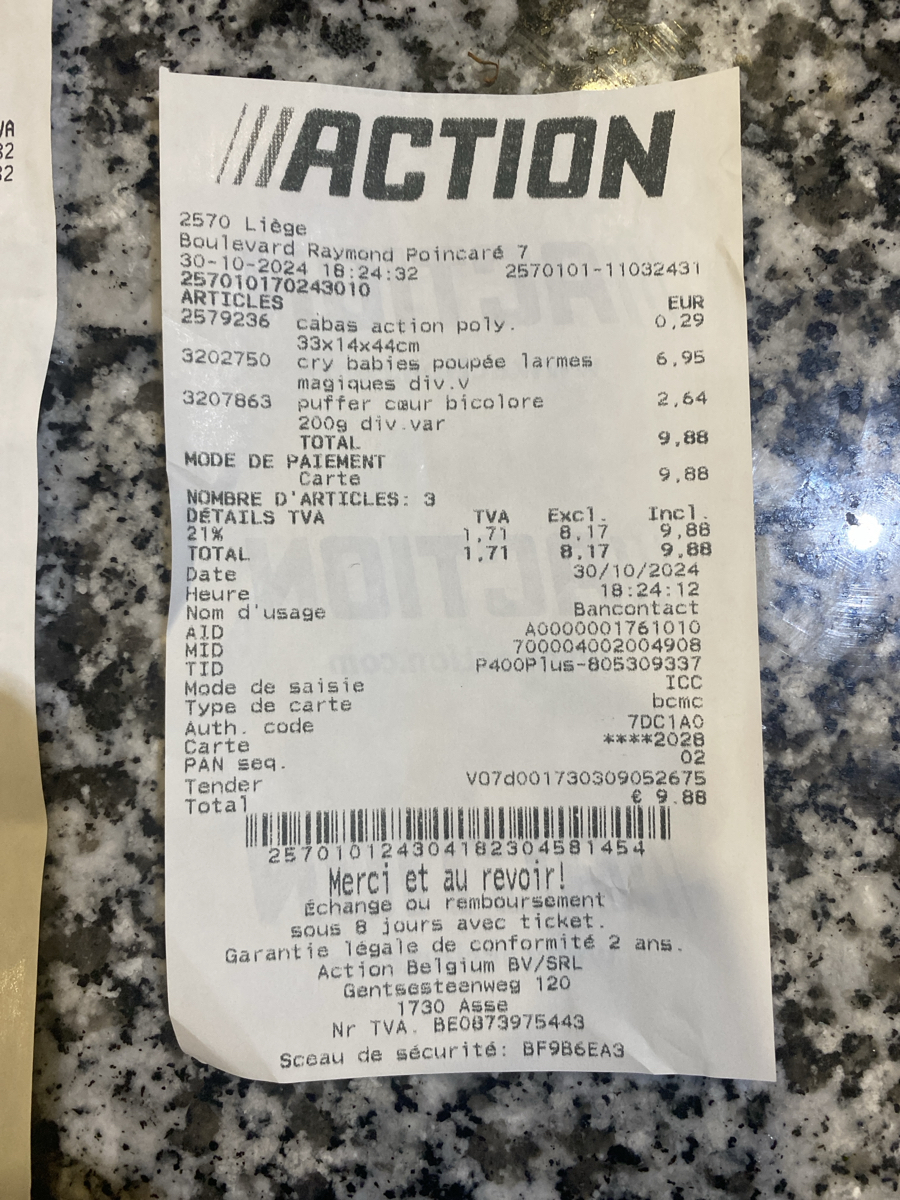 VA
32
32
///ACTION
2570 Liège
Boulevard Raymond Poincaré 7
30-10-2024 18:24:32 2570101-11032431
257010170243010
ARTICLES EUR
2579236 cabas action poly. 0,29
33x14x44cm
3202750 cry babies poupée larmes 6,95
magiques div.v
3207863 puffer cœur bicolore 2,64
200g div.var
TOTAL 9,88
MODE DE PAIEMENT
Carte 9,88
NOMBRE D'ARTICLES: 3
DÉTAILS TVA TVA Excl. Incl.
21% 1,71 8,17 9,88
TOTAL 1,71 8,17 9,88
Date 30/10/2024
Heure 18:24:12
Nom d'usage Bancontact
AID A0000001761010
MID 700004002004908
TID P400Plus-805309337
Mode de saisie ICC
Type de carte bcmc
Auth. code 7DC1A0
Carte ****2028
PAN seq. 02
Tender V07d001730309052675
Total € 9.88
257010124304182304581454
Merci et au revoir!
Échange ou remboursement
sous 8 jours avec ticket.
Garantie légale de conformité 2 ans.
Action Belgium BV/SRL
Gentsesteenweg 120
1730 Asse
Nr TVA. BE0873975443
Sceau de sécurité: BF9B6EA3